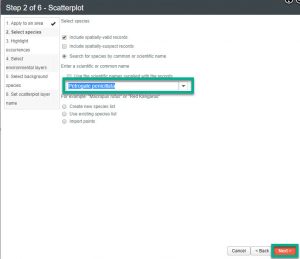 Step 2 of 6 - Scatterplot
1. Apply to an area
2. Select species
3. Highlight
occurrences
4. Select
environmental layers
5. Select background
species
6. Set scatterplot layer
name
Select species
Include spatially-valid records
Include spatially-suspect records
Search for species by common or scientific name
Enter a scientific or common name
Use the scientific names supplied with the records
Petrogale penicillata
For example "Macropus rufus" or "Red Kangaroo"
Create new species list
Use existing species list
Import points
Cancel
< Back
Next >